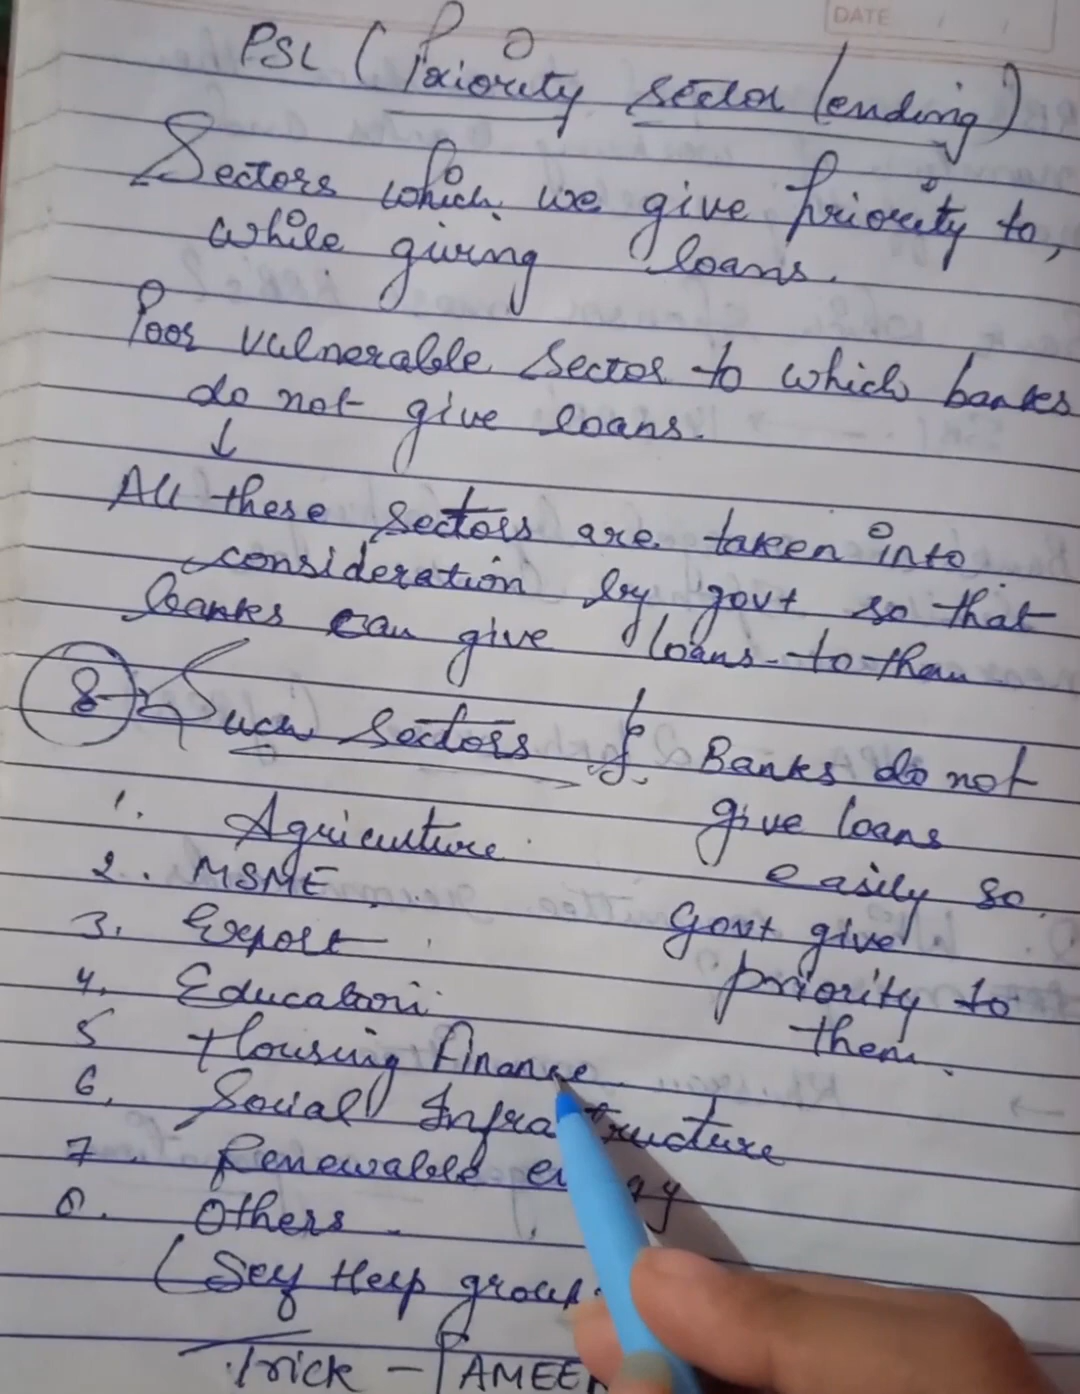 DATE
PSL (Priority sector lending)
Sectors which we give priority to,
while giving loans.
Poor vulnerable sector to which banks
do not give loans.
↓
All these sectors are taken into
consideration by govt so that
banks can give loans to them
8 Such sectors Banks do not
give loans
1. Agriculture
easily so
2. MSME
Govt give
3. Export
priority to
4. Education
them.
5 Housing finance
6. Social Infrastructure
7. Renewable
8. Others
(Self Help group
Trick -